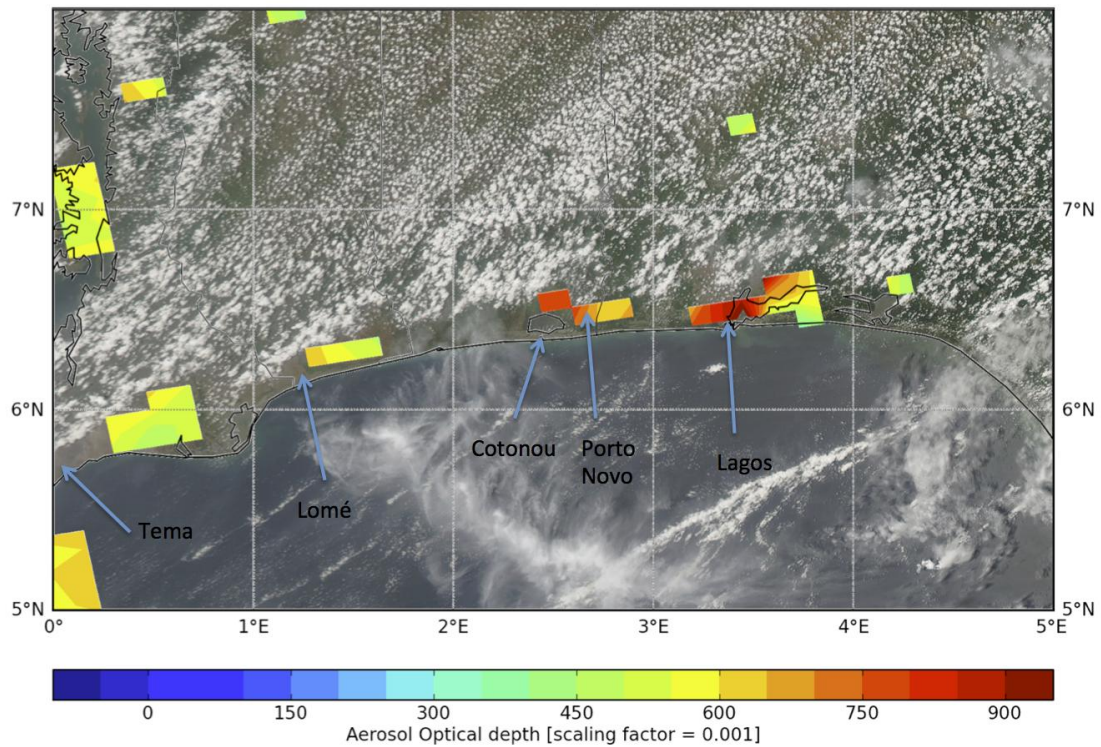 7°N
7°N
6°N
6°N
Cotonou
Porto
Novo
Lagos
Lomé
Tema
5°N
5°N
0°
1°E
2°E
3°E
4°E
5°E
0
150
300
450
600
750
900
Aerosol Optical depth [scaling factor = 0.001]